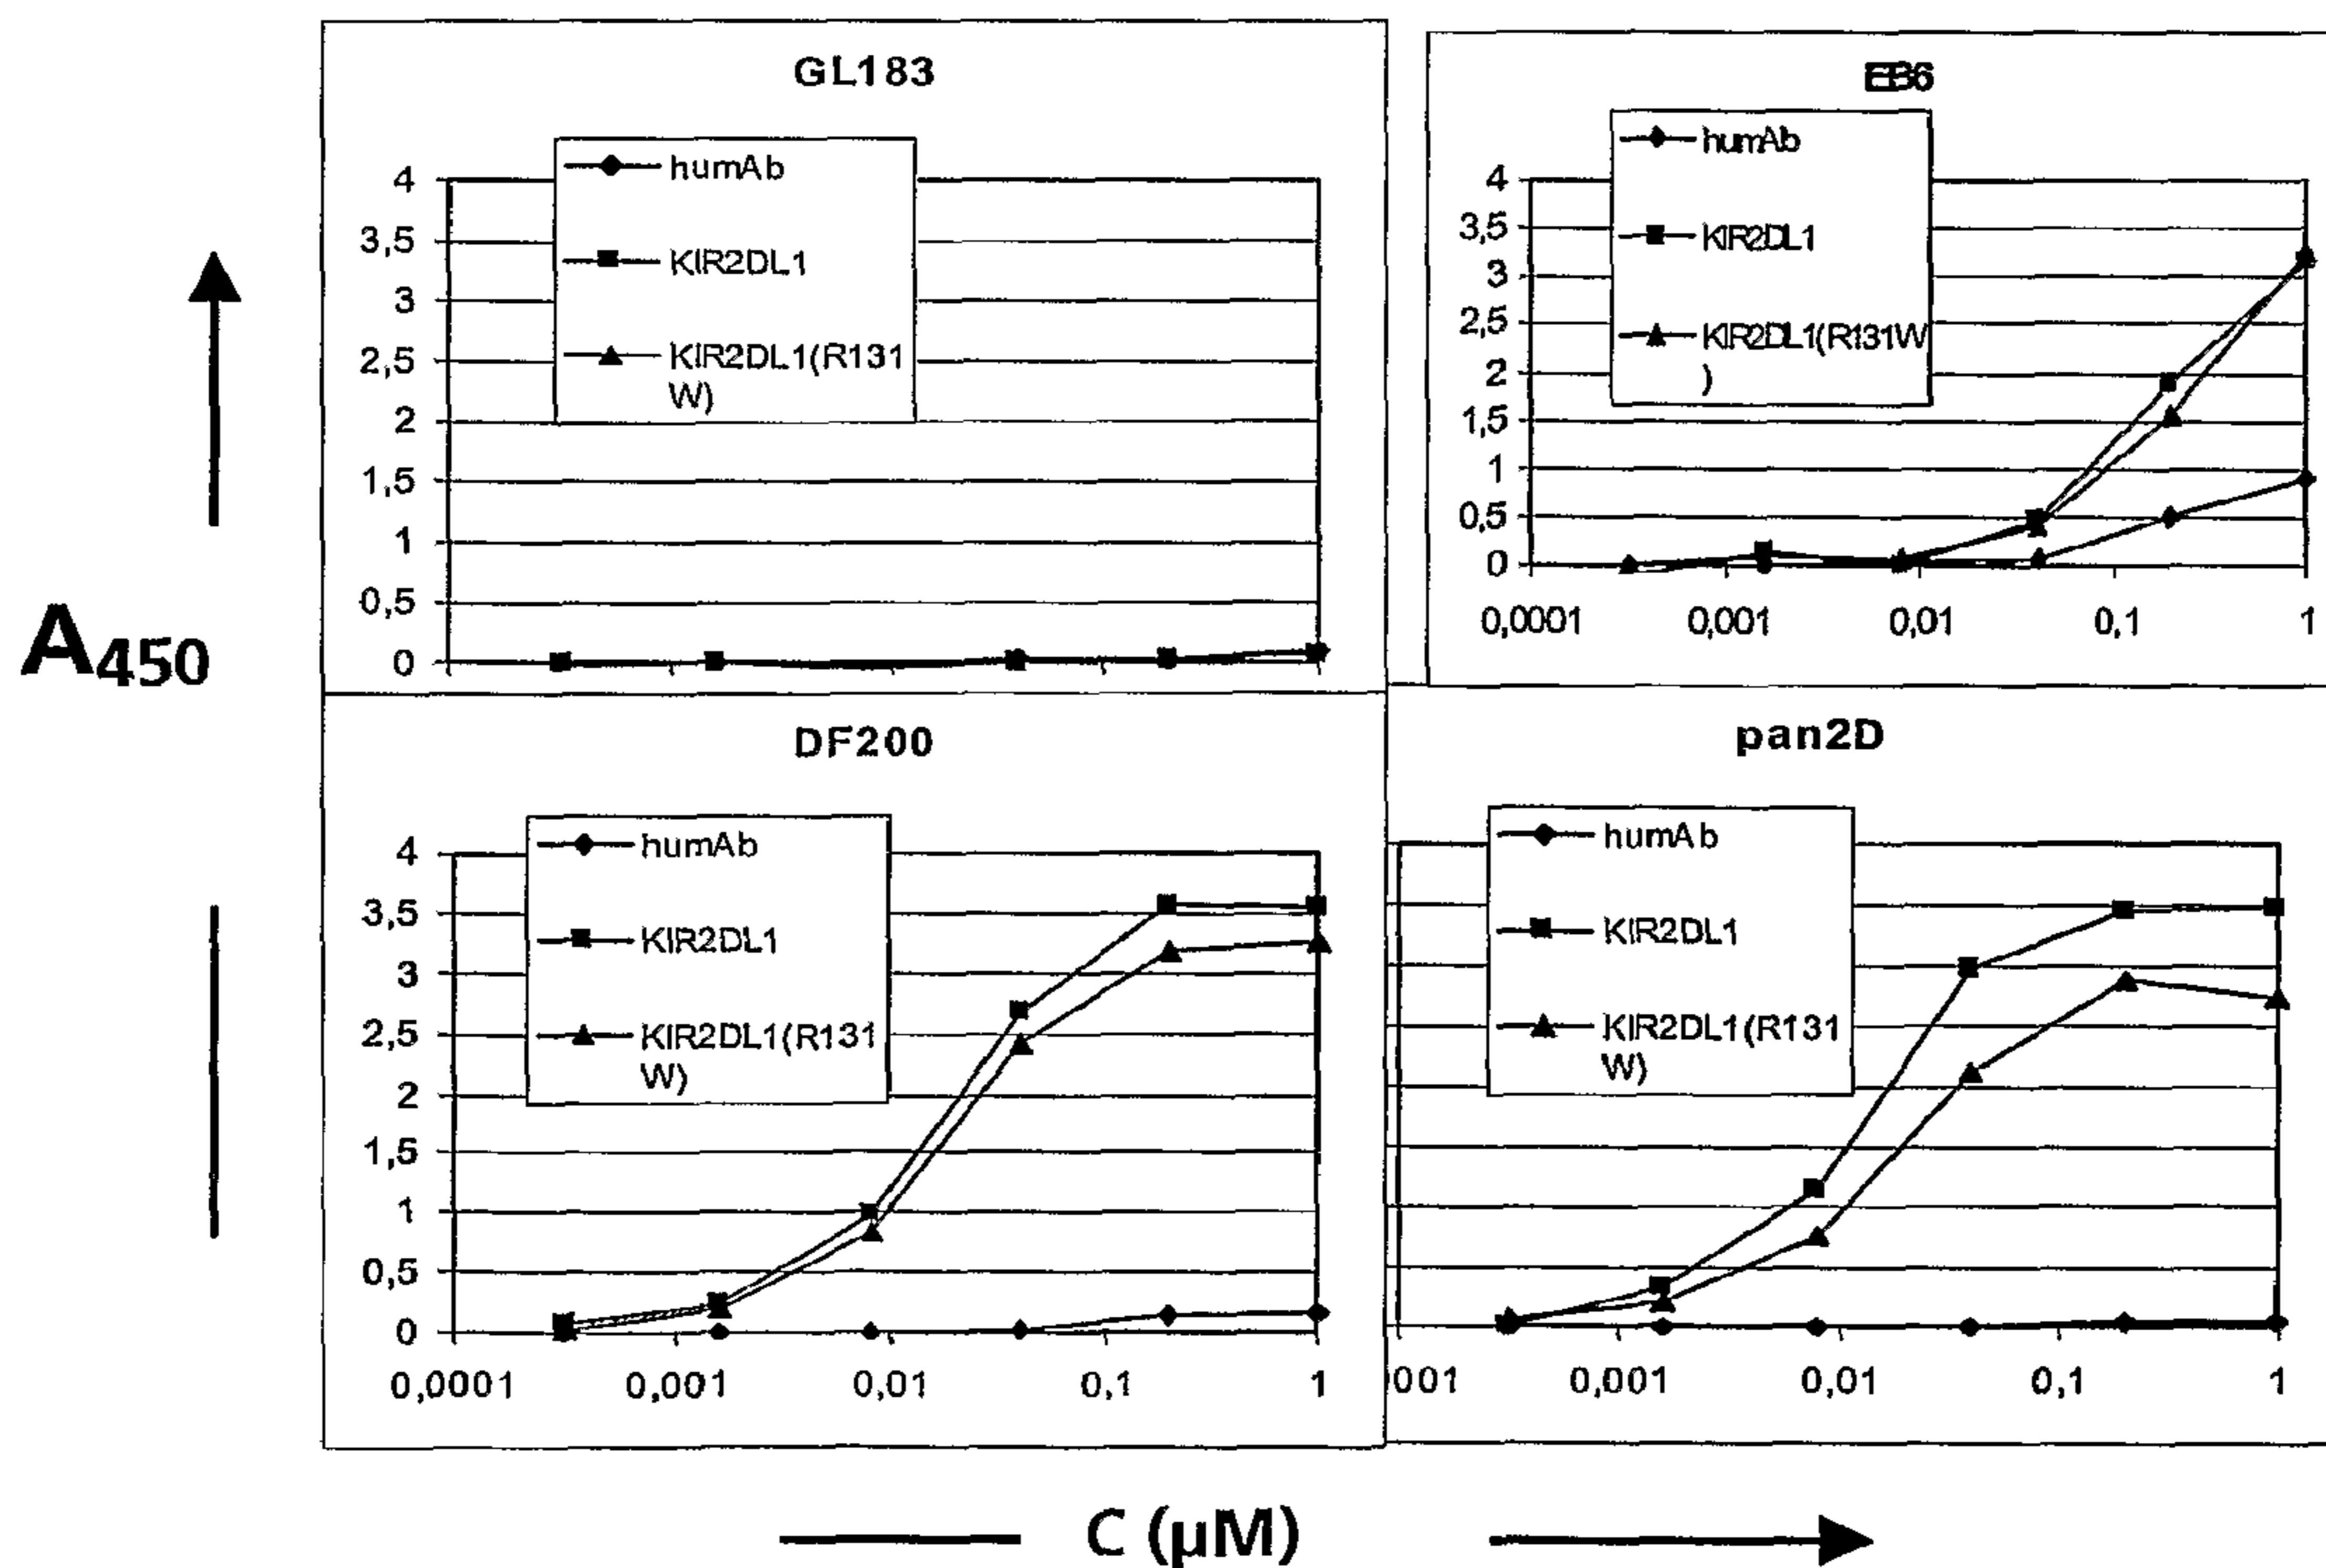 GL183
humAb
KIR2DL1
KIR2DL1(R131
W)
4
3,5
3
2,5
2
1,5
1
0,5
0
EB6
humAb
KIR2DL1
KIR2DL1(R131W
)
4
3,5
3
2,5
2
1,5
1
0,5
0
0,0001 0,001 0,01 0,1 1
A450
DF200
humAb
KIR2DL1
KIR2DL1(R131
W)
4
3,5
3
2,5
2
1,5
1
0,5
0
0,0001 0,001 0,01 0,1 1
pan2D
humAb
KIR2DL1
KIR2DL1(R131
W)
001 0,001 0,01 0,1 1
C (µM)